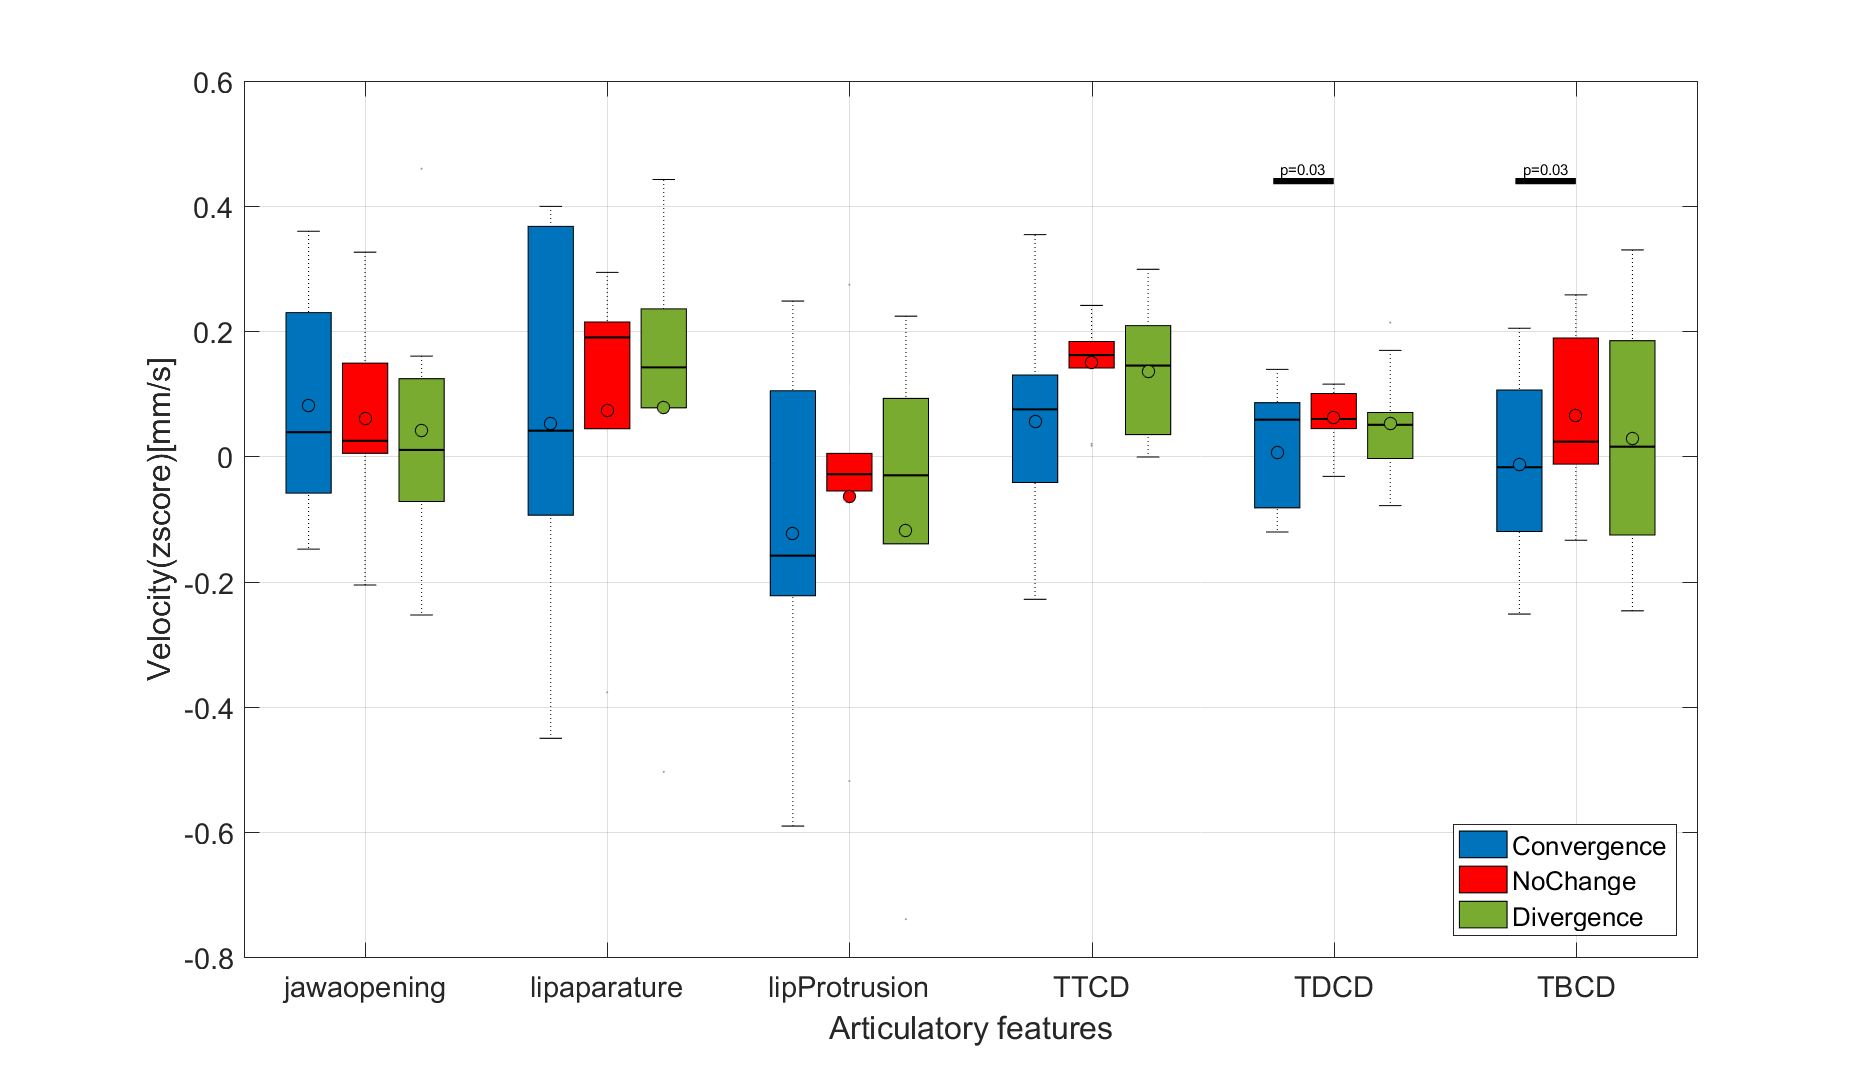 0.6
0.4
0.2
0
-0.2
-0.4
-0.6
-0.8
Velocity(zscore)[mm/s]
p=0.03
p=0.03
Convergence
NoChange
Divergence
jawaopening
lipaparature
lipProtrusion
TTCD
TDCD
TBCD
Articulatory features